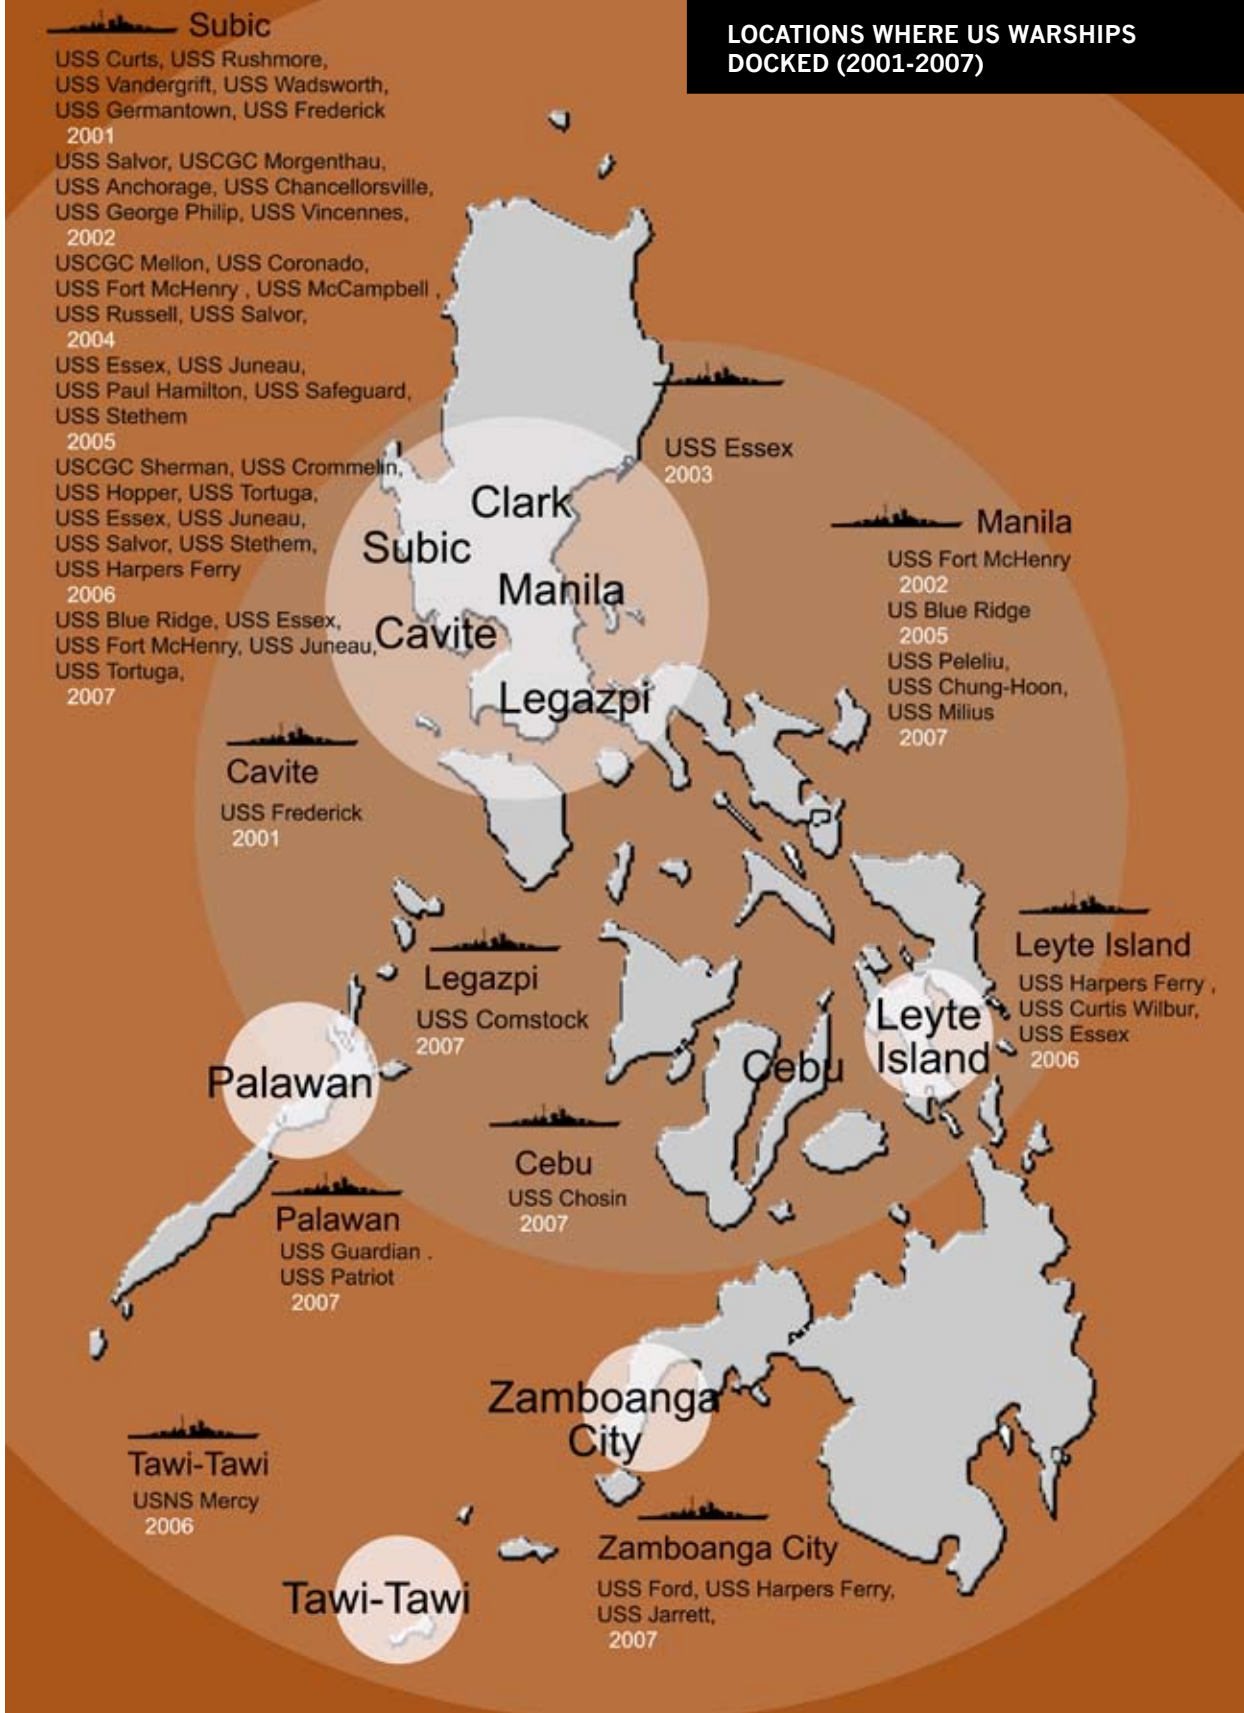 LOCATIONS WHERE US WARSHIPS
DOCKED (2001-2007)
Subic
USS Curts, USS Rushmore,
USS Vandergrift, USS Wadsworth,
USS Germantown, USS Frederick
2001
USS Salvor, USCGC Morgenthau,
USS Anchorage, USS Chancellorsville,
USS George Philip, USS Vincennes,
2002
USCGC Mellon, USS Coronado,
USS Fort McHenry , USS McCampbell ,
USS Russell, USS Salvor,
2004
USS Essex, USS Juneau,
USS Paul Hamilton, USS Safeguard,
USS Stethem
2005
USCGC Sherman, USS Crommelin,
USS Hopper, USS Tortuga,
USS Essex, USS Juneau,
USS Salvor, USS Stethem,
USS Harpers Ferry
2006
USS Blue Ridge, USS Essex,
USS Fort McHenry, USS Juneau,
USS Tortuga,
2007
USS Essex
2003
Clark
Subic
Manila
Cavite
Legazpi
Manila
USS Fort McHenry
2002
US Blue Ridge
2005
USS Peleliu,
USS Chung-Hoon,
USS Milius
2007
Cavite
USS Frederick
2001
Legazpi
USS Comstock
2007
Leyte Island
USS Harpers Ferry ,
USS Curtis Wilbur,
USS Essex
2006
Leyte
Island
Cebu
Palawan
Cebu
USS Chosin
2007
Palawan
USS Guardian .
USS Patriot
2007
Zamboanga
City
Tawi-Tawi
USNS Mercy
2006
Zamboanga City
USS Ford, USS Harpers Ferry,
USS Jarrett,
2007
Tawi-Tawi